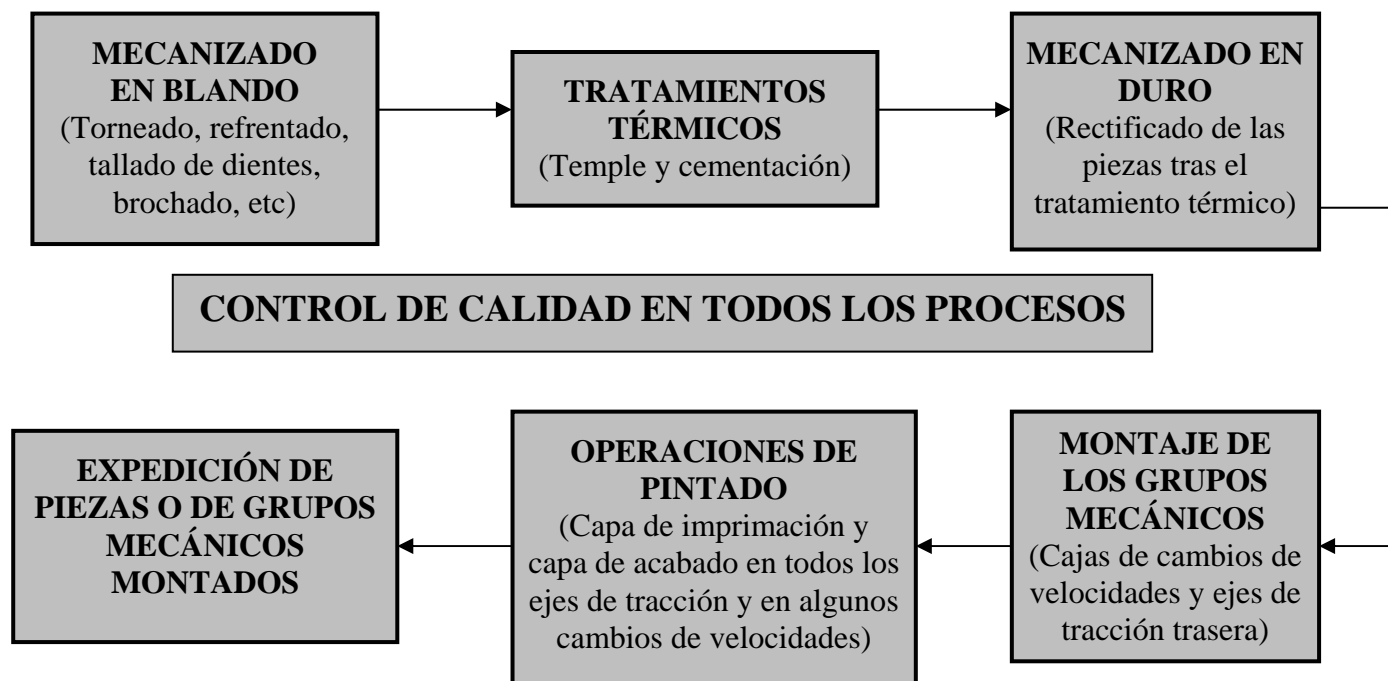 MECANIZADO
EN BLANDO
(Torneado, refrentado,
tallado de dientes,
brochado, etc)
TRATAMIENTOS
TÉRMICOS
(Temple y cementación)
MECANIZADO EN
DURO
(Rectificado de las
piezas tras el
tratamiento térmico)
CONTROL DE CALIDAD EN TODOS LOS PROCESOS
EXPEDICIÓN DE
PIEZAS O DE GRUPOS
MECÁNICOS
MONTADOS
OPERACIONES DE
PINTADO
(Capa de imprimación y
capa de acabado en todos los
ejes de tracción y en algunos
cambios de velocidades)
MONTAJE DE
LOS GRUPOS
MECÁNICOS
(Cajas de cambios de
velocidades y ejes de
tracción trasera)